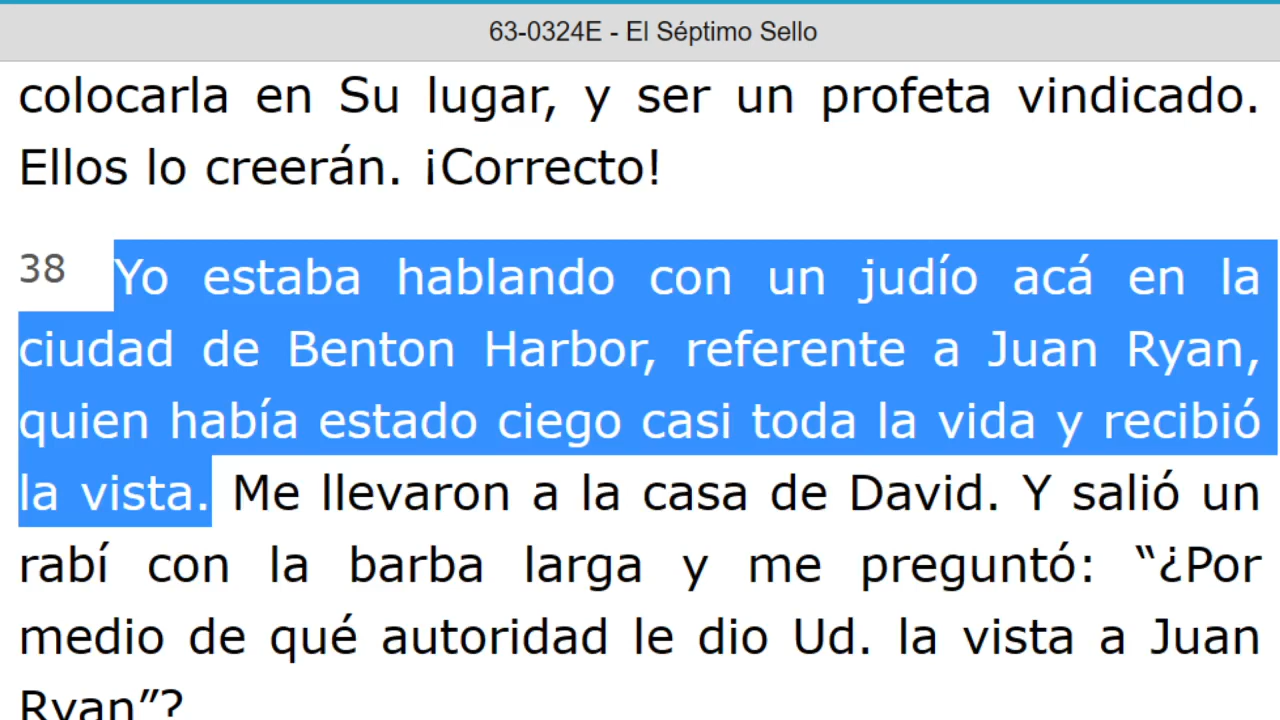 63-0324E - El Séptimo Sello
colocarla en Su lugar, y ser un profeta vindicado.
Ellos lo creerán. ¡Correcto!
38 Yo estaba hablando con un judío acá en la
ciudad de Benton Harbor, referente a Juan Ryan,
quien había estado ciego casi toda la vida y recibió
la vista. Me llevaron a la casa de David. Y salió un
rabí con la barba larga y me preguntó: “¿Por
medio de qué autoridad le dio Ud. la vista a Juan
Ryan”?